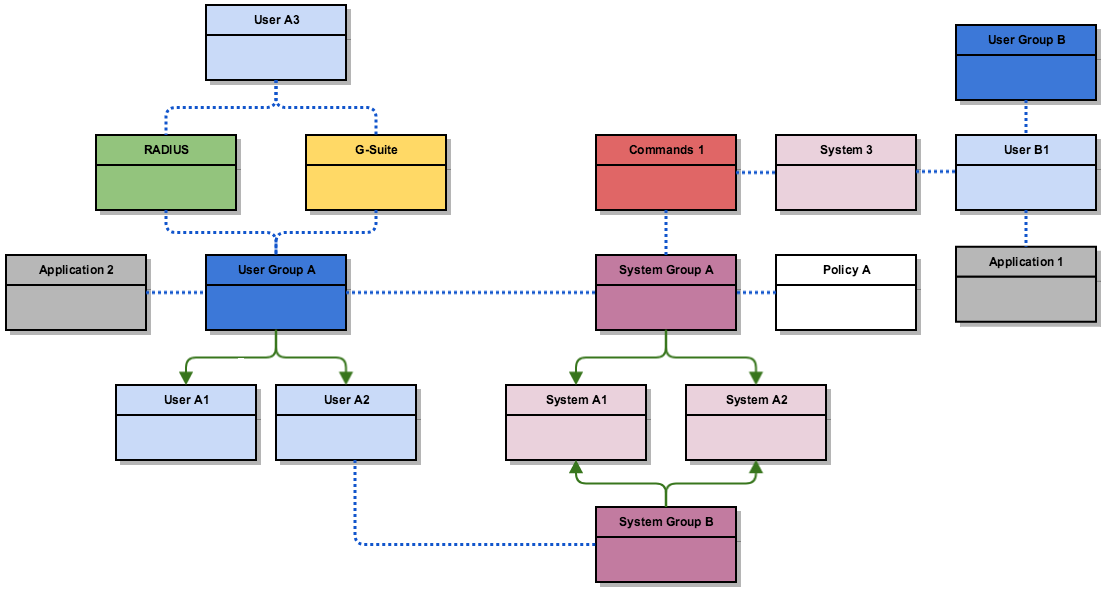 User A3
User Group B
RADIUS
G-Suite
Commands 1
System 3
User B1
Application 2
User Group A
System Group A
Policy A
Application 1
User A1
User A2
System A1
System A2
System Group B